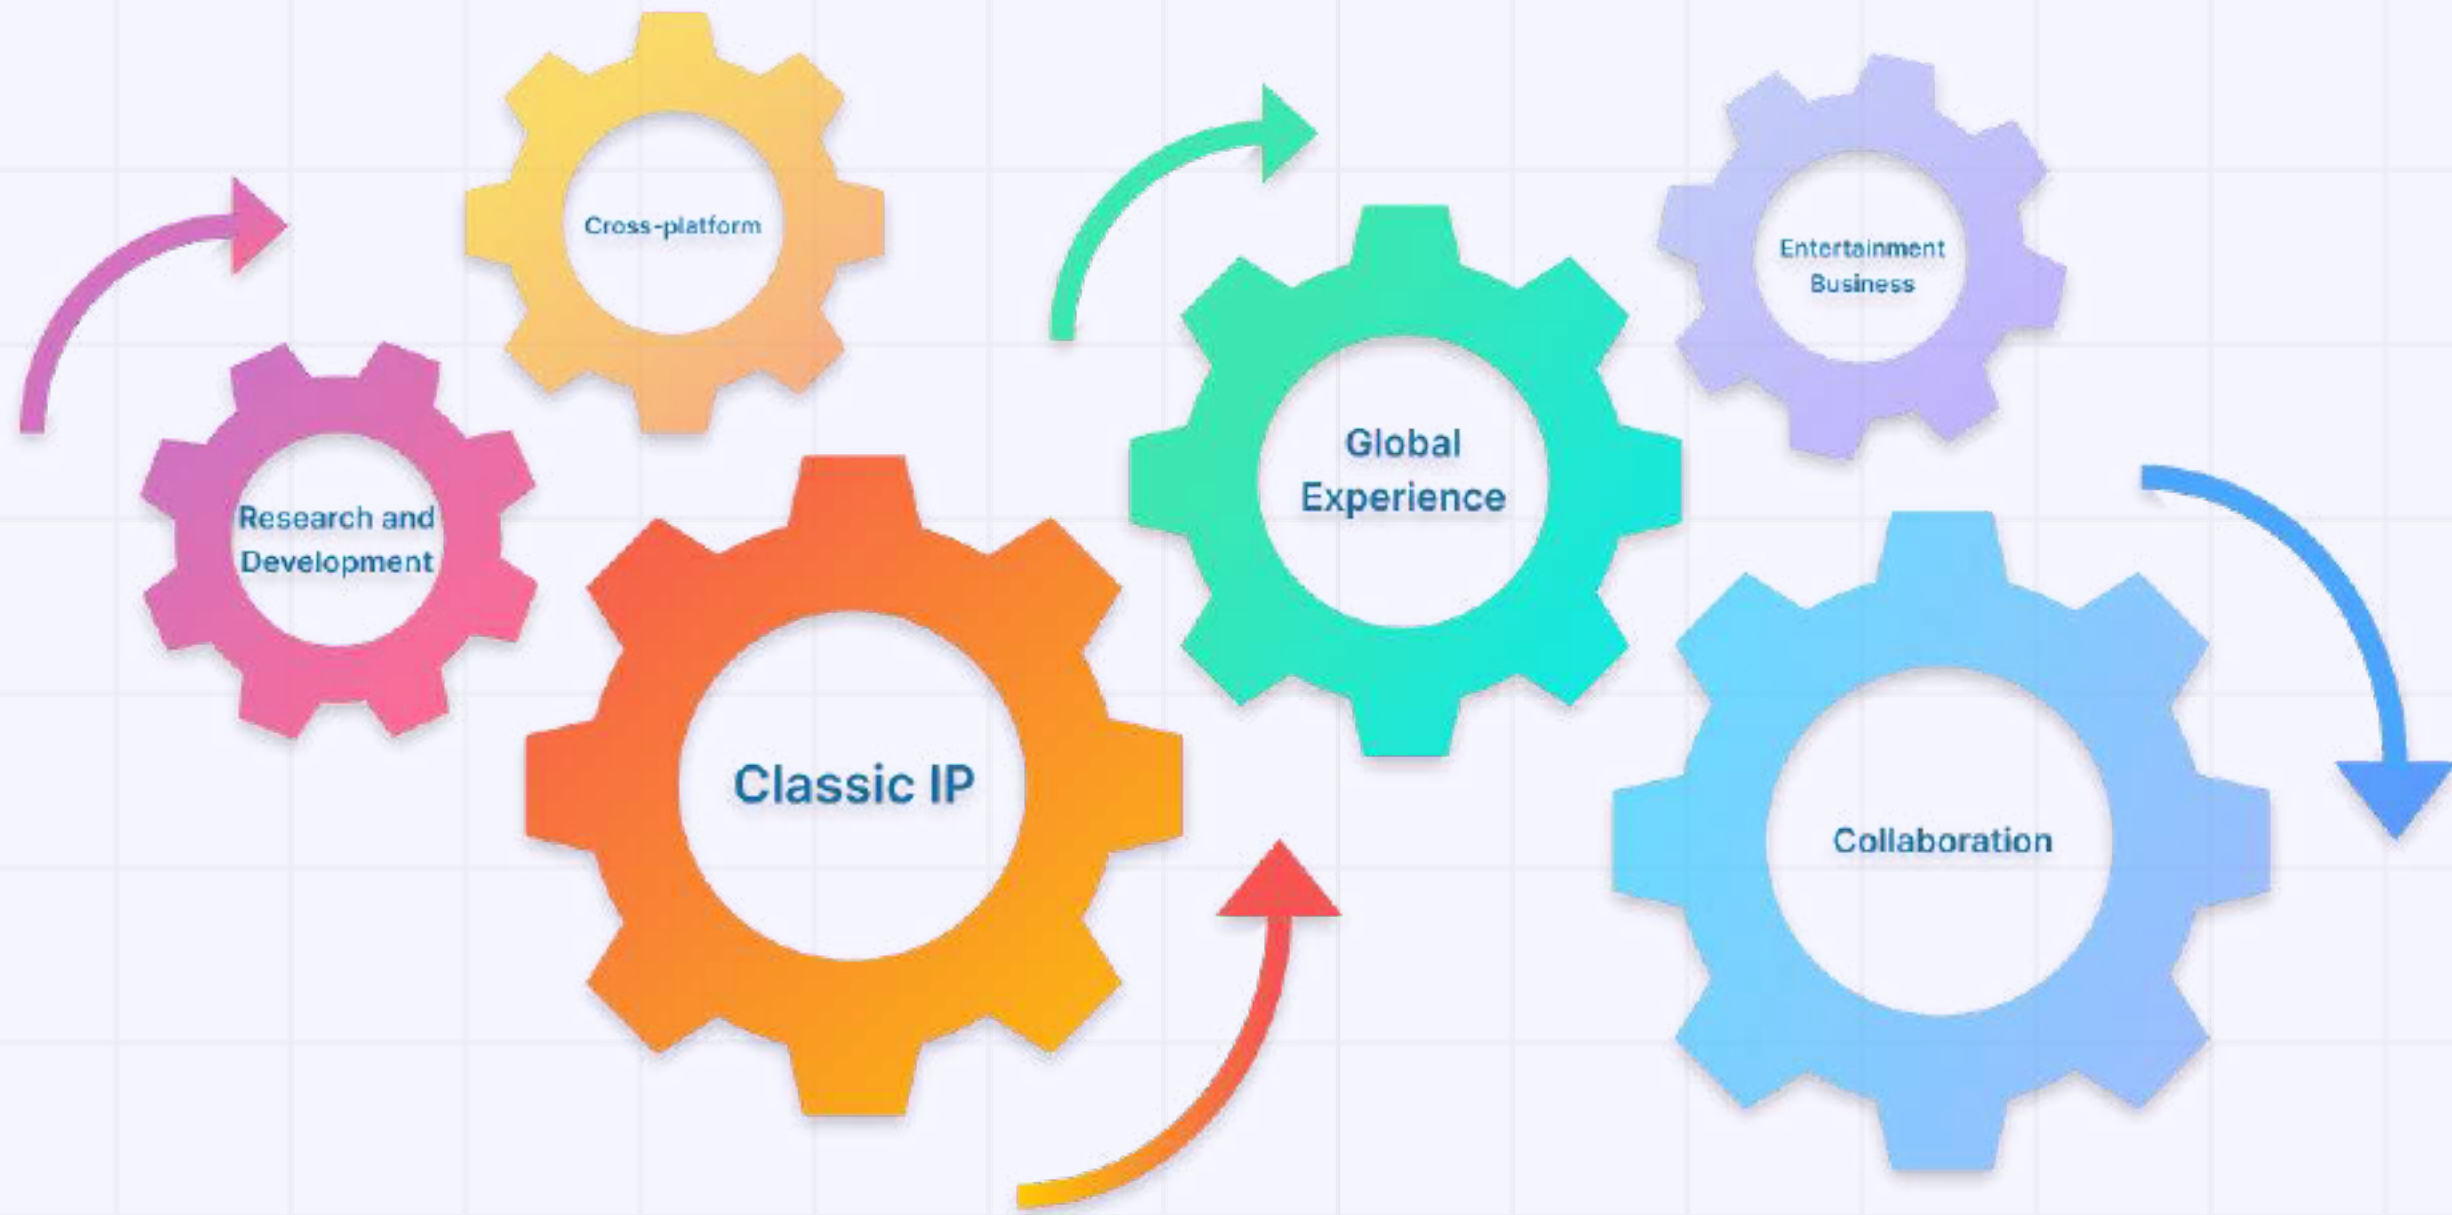 Cross-platform
Entertainment
Business
Global
Experience
Research and
Development
Classic IP
Collaboration